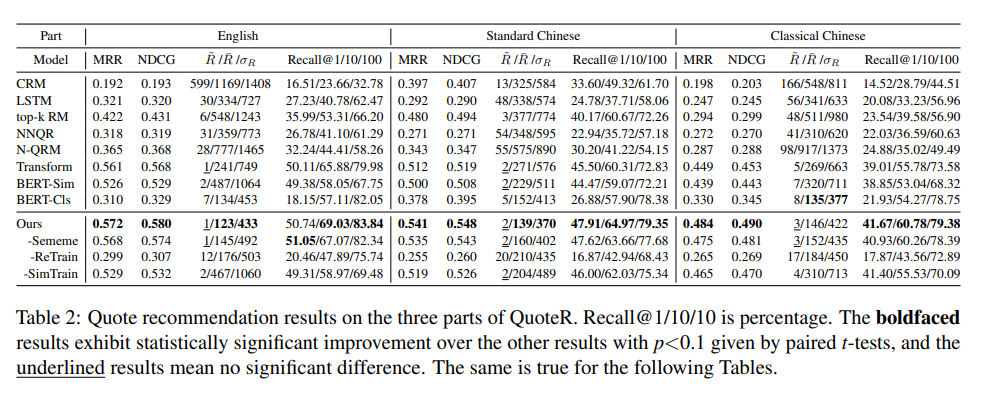 Part English Standard Chinese Classical Chinese
Model MRR NDCG R̃ /R̄ /σR Recall@1/10/100 MRR NDCG R̃ /R̄ /σR Recall@1/10/100 MRR NDCG R̃ /R̄ /σR Recall@1/10/100
CRM 0.192 0.193 599/1169/1408 16.51/23.66/32.78 0.397 0.407 13/325/584 33.60/49.32/61.70 0.198 0.203 166/548/811 14.52/28.79/44.51
LSTM 0.321 0.320 30/334/727 27.23/40.78/62.47 0.292 0.290 48/338/574 24.78/37.71/58.06 0.247 0.245 56/341/633 20.08/33.23/56.96
top-k RM 0.422 0.431 6/548/1243 35.99/53.31/66.20 0.480 0.494 3/377/774 40.17/60.67/72.26 0.294 0.299 51/511/980 23.54/39.58/56.90
NNQR 0.318 0.319 31/359/773 26.78/41.10/61.29 0.271 0.271 54/348/595 22.94/35.72/57.18 0.272 0.270 41/310/620 22.03/36.59/60.63
N-QRM 0.365 0.368 28/777/1465 32.24/44.41/58.26 0.343 0.347 55/575/890 30.20/41.22/54.15 0.287 0.288 98/917/1373 24.88/35.02/49.49
Transform 0.561 0.568 1/241/749 50.11/65.88/79.98 0.512 0.519 2/271/576 45.50/60.31/72.83 0.449 0.453 5/269/663 39.01/55.78/73.58
BERT-Sim 0.526 0.529 2/487/1064 49.38/58.05/67.75 0.500 0.508 2/229/511 44.47/59.07/72.21 0.439 0.443 7/320/711 38.85/53.04/68.32
BERT-Cls 0.310 0.329 7/134/453 18.15/57.11/82.05 0.378 0.395 5/152/413 26.88/57.90/78.38 0.330 0.345 8/135/377 21.93/54.27/78.75
Ours 0.572 0.580 1/123/433 50.74/69.03/83.84 0.541 0.548 2/139/370 47.91/64.97/79.35 0.484 0.490 3/146/422 41.67/60.78/79.38
-Sememe 0.568 0.574 1/145/492 51.05/67.07/82.34 0.535 0.543 2/160/402 47.62/63.66/77.68 0.475 0.481 3/152/435 40.93/60.26/78.39
-ReTrain 0.299 0.307 12/176/503 20.46/47.89/75.74 0.255 0.260 20/210/435 16.87/42.94/68.43 0.265 0.269 17/184/450 17.87/43.56/72.89
-SimTrain 0.529 0.532 2/467/1060 49.31/58.97/69.48 0.519 0.526 2/204/489 46.00/62.03/75.34 0.465 0.470 4/310/713 41.40/55.53/70.09
Table 2: Quote recommendation results on the three parts of QuoteR. Recall@1/10/10 is percentage. The boldfaced
results exhibit statistically significant improvement over the other results with p<0.1 given by paired t-tests, and the
underlined results mean no significant difference. The same is true for the following Tables.